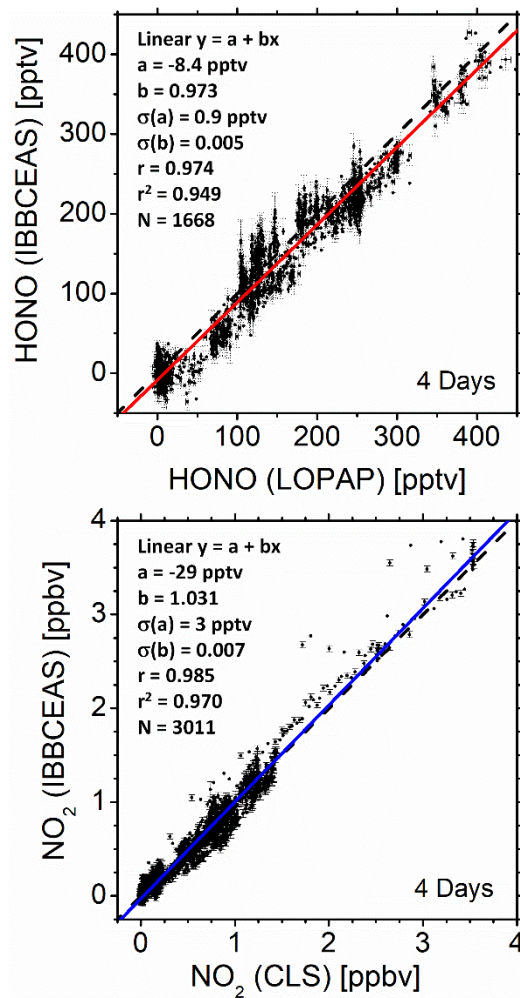 HONO (IBBCEAS) [pptv]
400
300
200
100
0
Linear y = a + bx
a = -8.4 pptv
b = 0.973
σ(a) = 0.9 pptv
σ(b) = 0.005
r = 0.974
r² = 0.949
N = 1668
4 Days
0 100 200 300 400
HONO (LOPAP) [pptv]
NO₂ (IBBCEAS) [ppbv]
4
3
2
1
0
Linear y = a + bx
a = -29 pptv
b = 1.031
σ(a) = 3 pptv
σ(b) = 0.007
r = 0.985
r² = 0.970
N = 3011
4 Days
0 1 2 3 4
NO₂ (CLS) [ppbv]